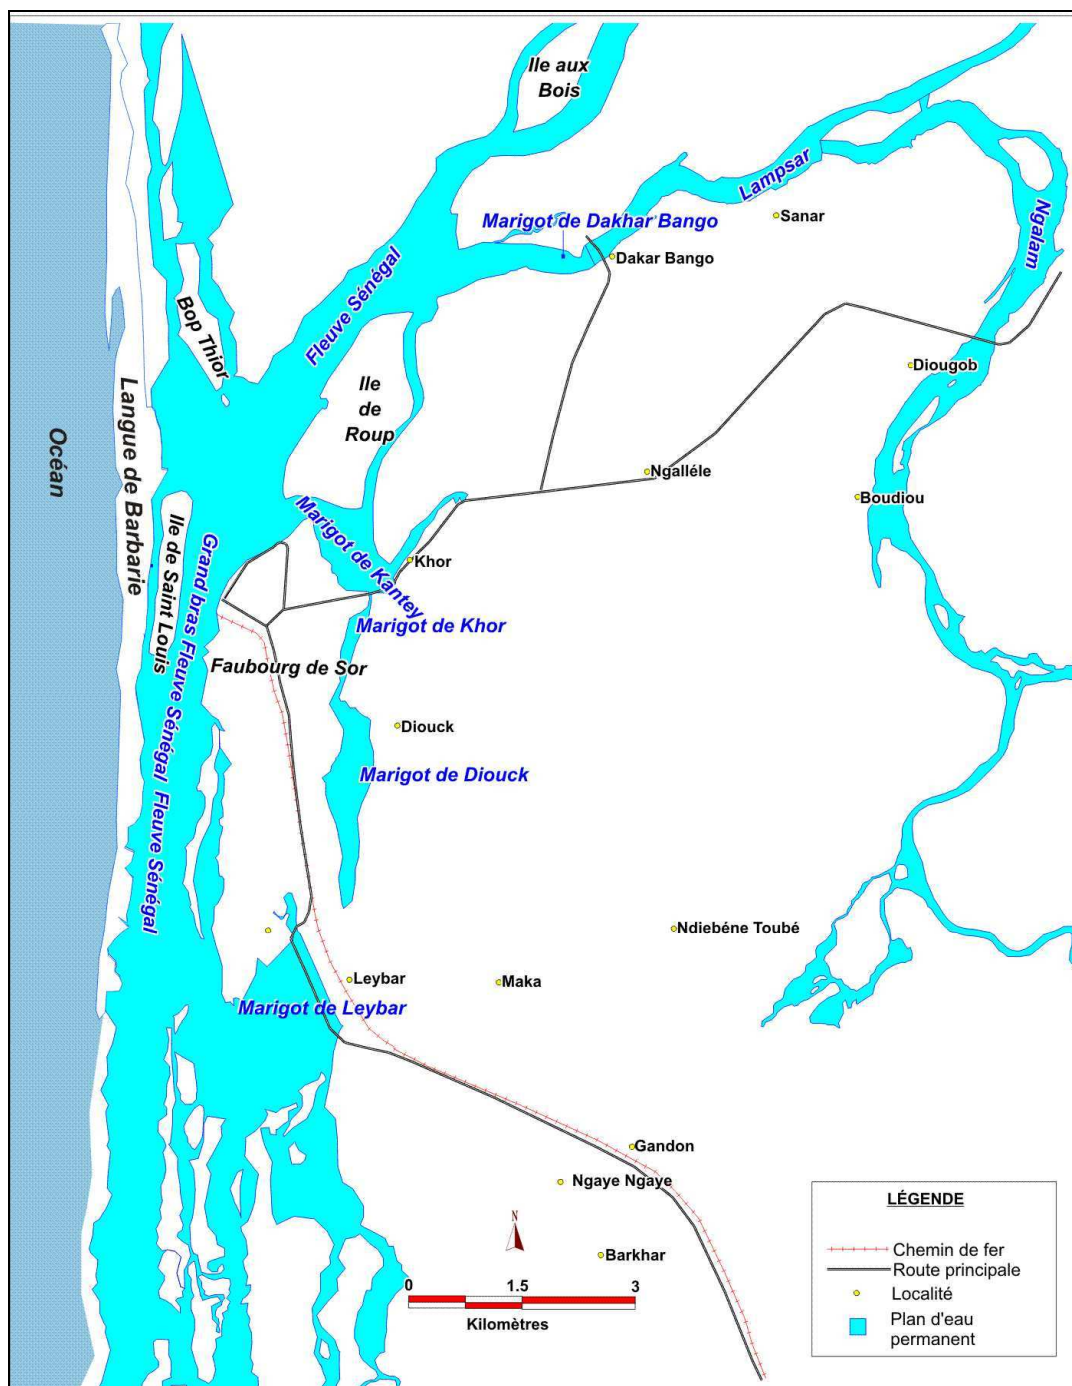 Ile aux
Bois
Lampsar
Sanar
Ngalam
Marigot de Dakhar Bango
Dakar Bango
Fleuve Sénégal
Bop Thior
Ile
de
Roup
Diougob
Langue de Barbarie
Océan
Ngalléle
Boudiou
Ile de Saint Louis
Grand bras Fleuve Sénégal
Marigot de Kantey
Khor
Marigot de Khor
Faubourg de Sor
Diouck
Marigot de Diouck
Fleuve Sénégal
Ndiebéne Toubé
Leybar
Maka
Marigot de Leybar
Gandon
Ngaye Ngaye
N
Barkhar
0 1.5 3
Kilomètres
LÉGENDE
Chemin de fer
Route principale
Localité
Plan d'eau
permanent